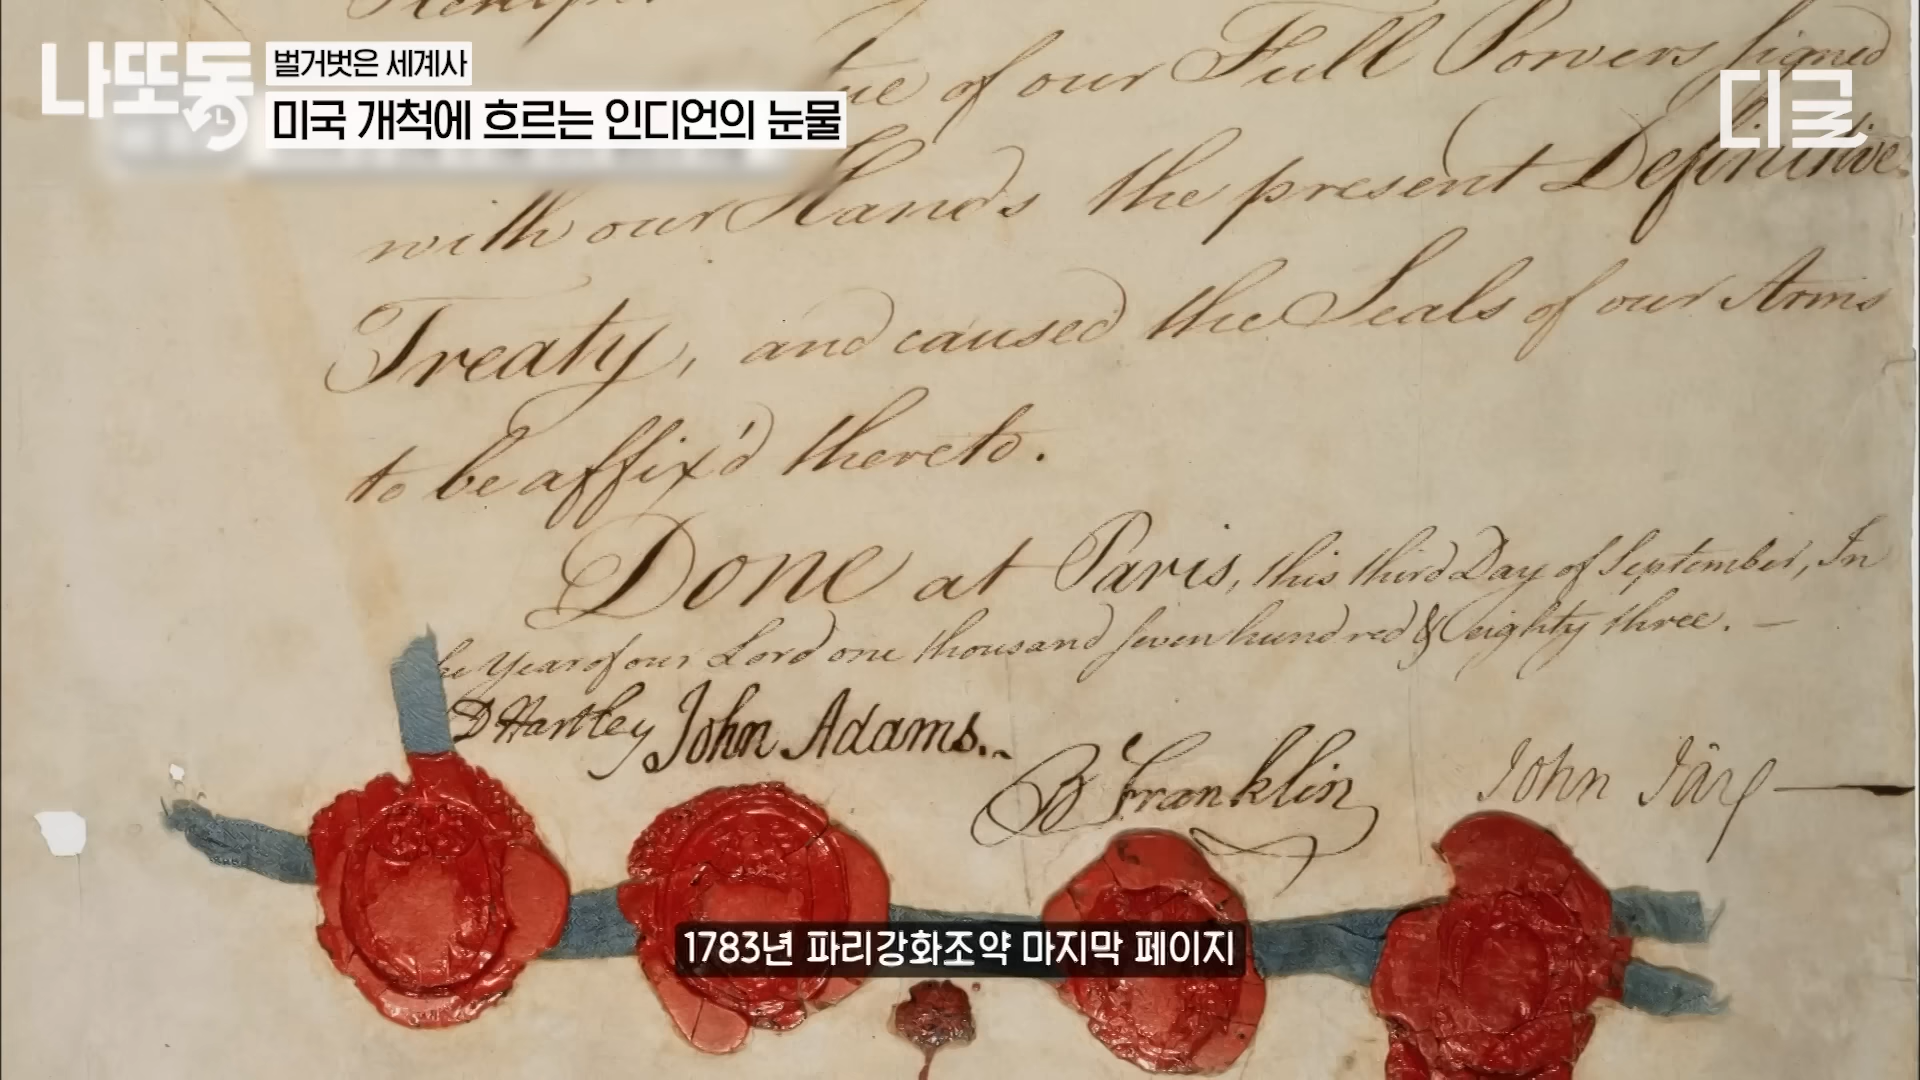 나또동
벌거벗은 세계사
미국 개척에 흐르는 인디언의 눈물
디글
of our Full Powers signed
with our Hands the present Definitive
Treaty, and caused the Seals of our Arms
to be affix'd thereto.
Done at Paris, this third Day of September, In
Year of our Lord one thousand seven hundred & eighty three. —
D Hartley John Adams. B Franklin John Jay
1783년 파리강화조약 마지막 페이지